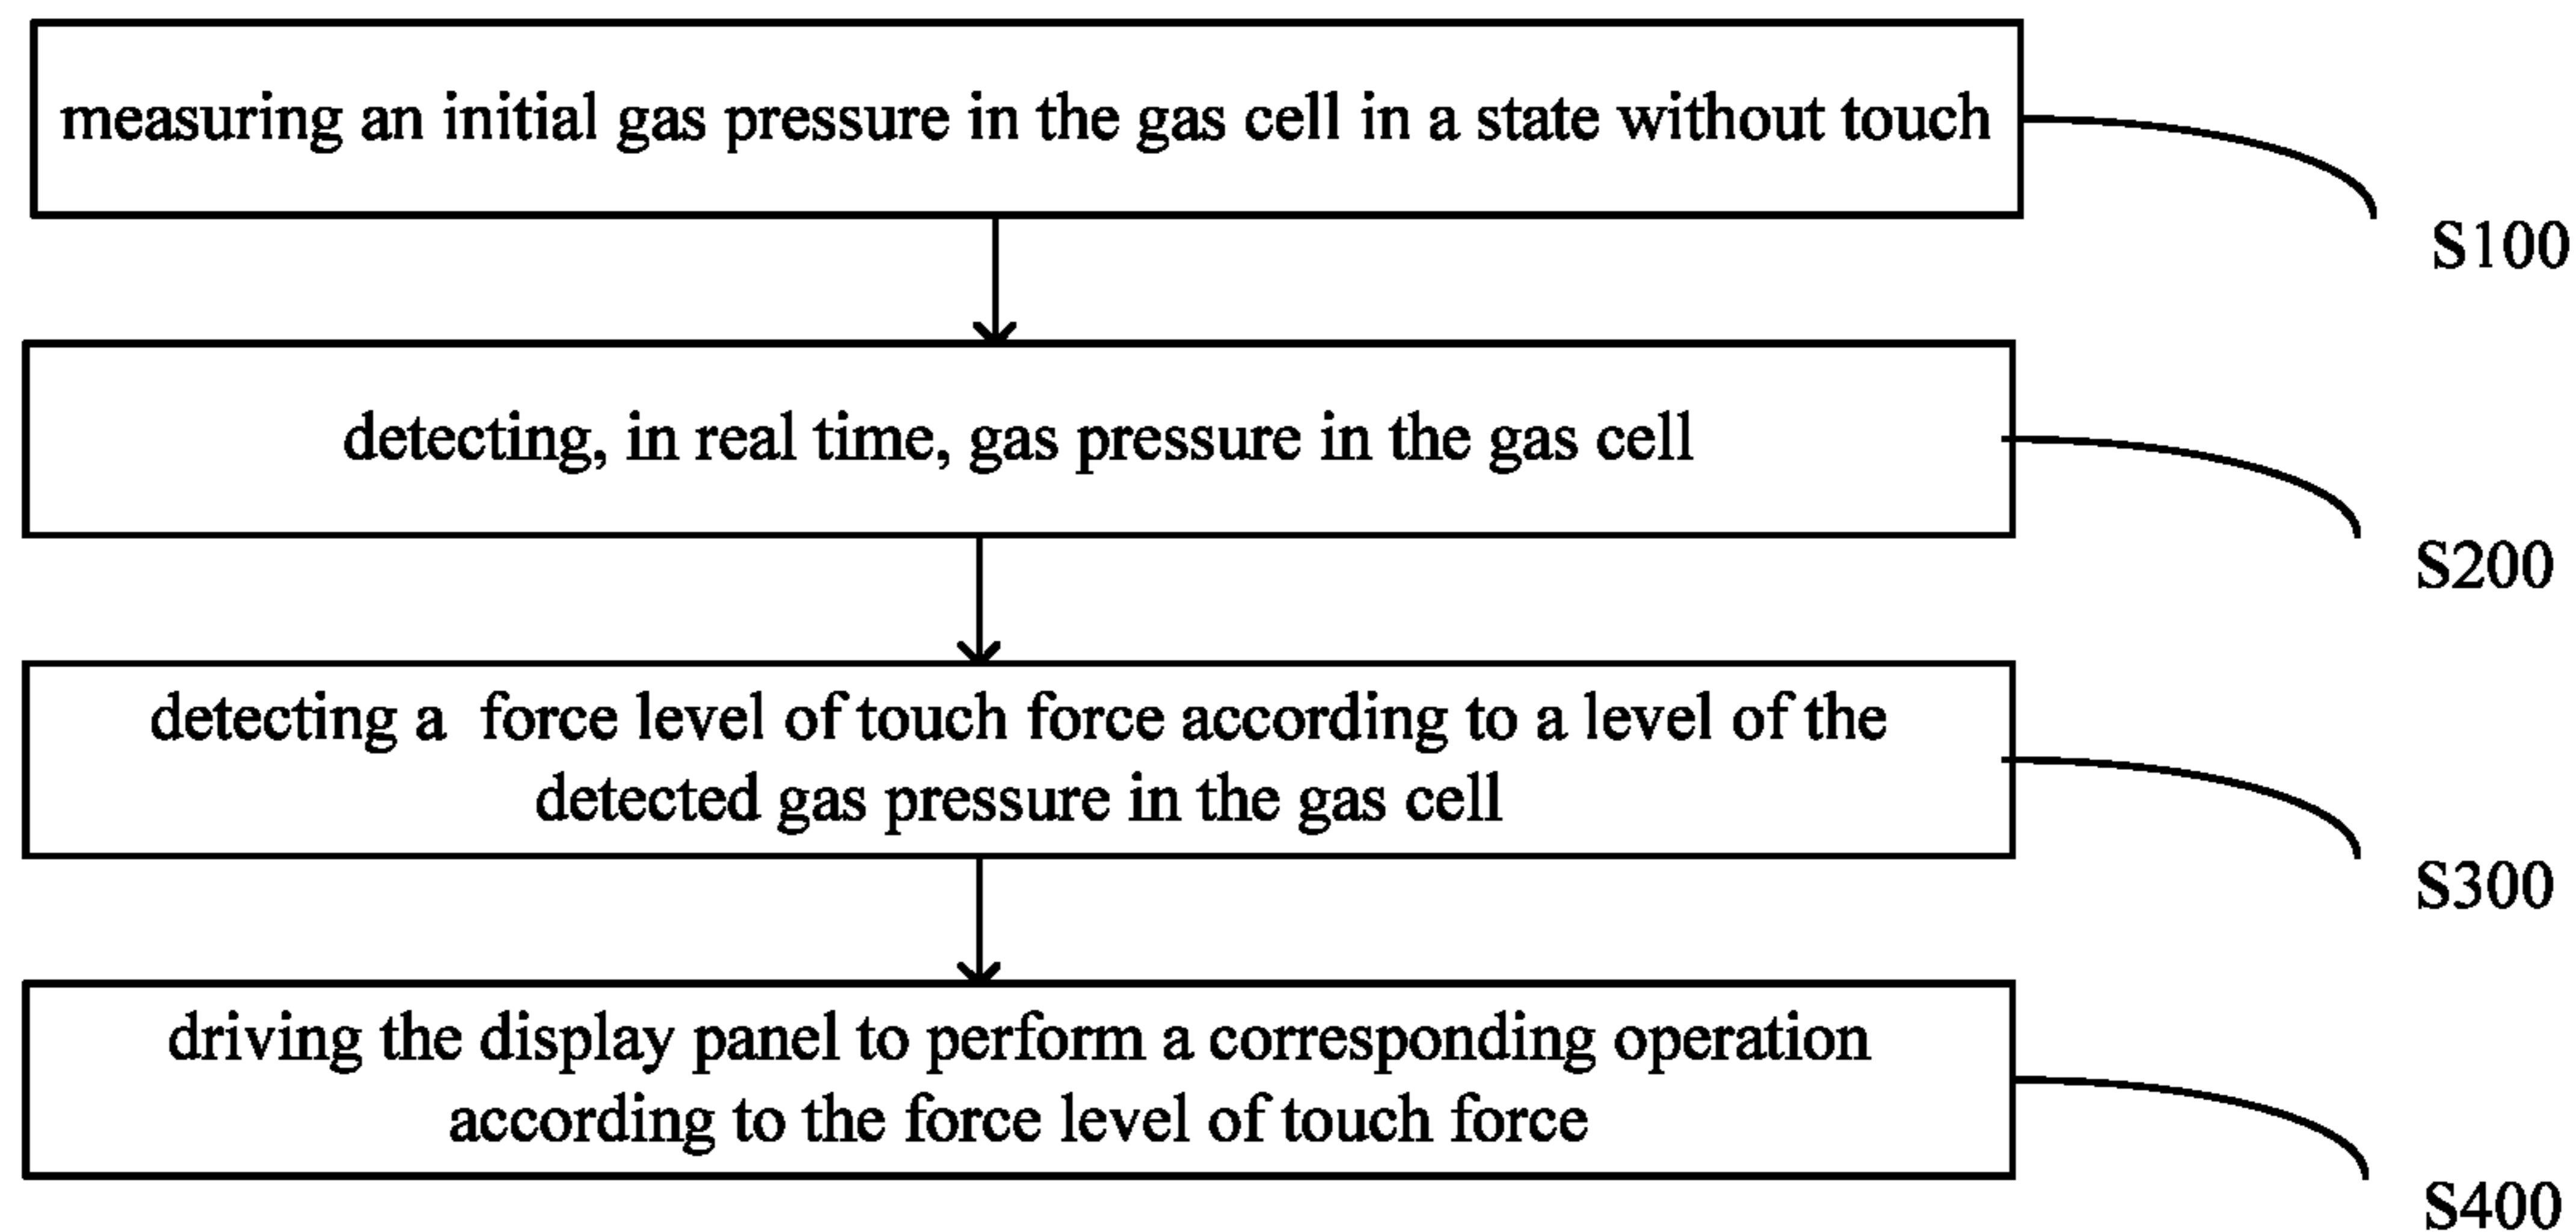 measuring an initial gas pressure in the gas cell in a state without touch
S100
detecting, in real time, gas pressure in the gas cell
S200
detecting a  force level of touch force according to a level of the
detected gas pressure in the gas cell
S300
driving the display panel to perform a corresponding operation
according to the force level of touch force
S400